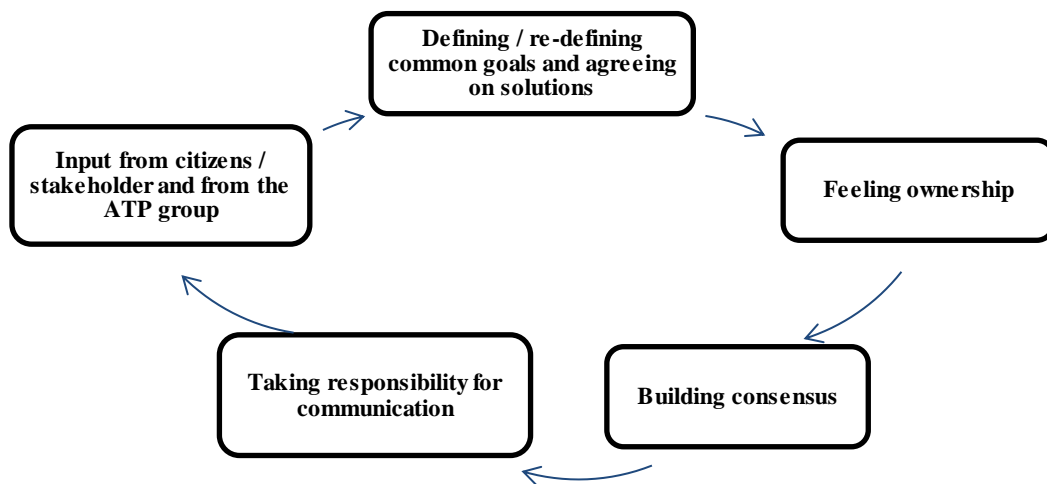 Defining / re-defining
common goals and agreeing
on solutions
Input from citizens /
stakeholder and from the
ATP group
Feeling ownership
Taking responsibility for
communication
Building consensus